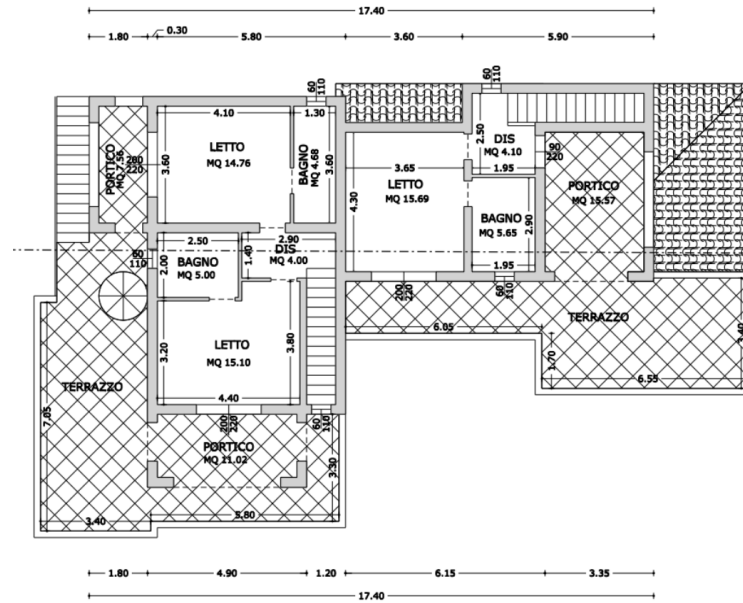 17.40
1.80
0.30
5.80
3.60
5.90
60
110
60
110
4.10
1.30
LETTO
MQ 14.76
3.60
BAGNO
MQ 4.68
3.60
PORTICO
MQ 7.56
200
220
2.50
DIS
MQ 4.10
1.95
90
220
3.65
LETTO
MQ 15.69
4.30
PORTICO
MQ 15.57
BAGNO
MQ 5.65
2.90
1.95
60
110
2.50
BAGNO
MQ 5.00
2.00
60
110
2.90
DIS
MQ 4.00
1.40
200
220
TERRAZZO
6.05
1.70
6.55
3.40
LETTO
MQ 15.10
3.20
3.80
4.40
TERRAZZO
7.05
200
220
60
110
PORTICO
MQ 11.02
3.30
3.40
5.80
1.80
4.90
1.20
6.15
3.35
17.40